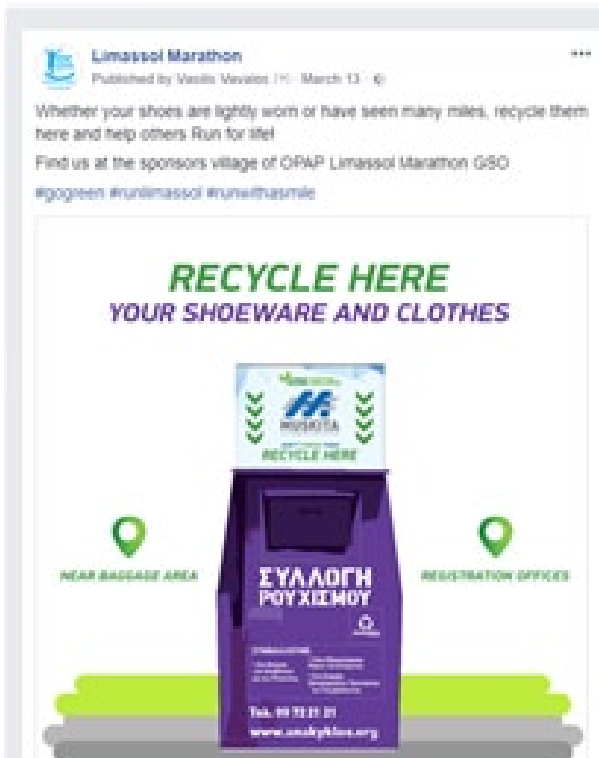 Limassol Marathon
Published by Vasilis Vavalos · March 13 ·
Whether your shoes are lightly worn or have seen many miles, recycle them
here and help others Run for life!
Find us at the sponsors village of OPAP Limassol Marathon GSO
#gogreen #runlimassol #runwithasmile
RECYCLE HERE
YOUR SHOEWARE AND CLOTHES
MUSKITA
RECYCLE HERE
NEAR BAGGAGE AREA
REGISTRATION OFFICES
ΣΥΛΛΟΓΗ
ΡΟΥΧΙΣΜΟΥ
www.anakyklos.org